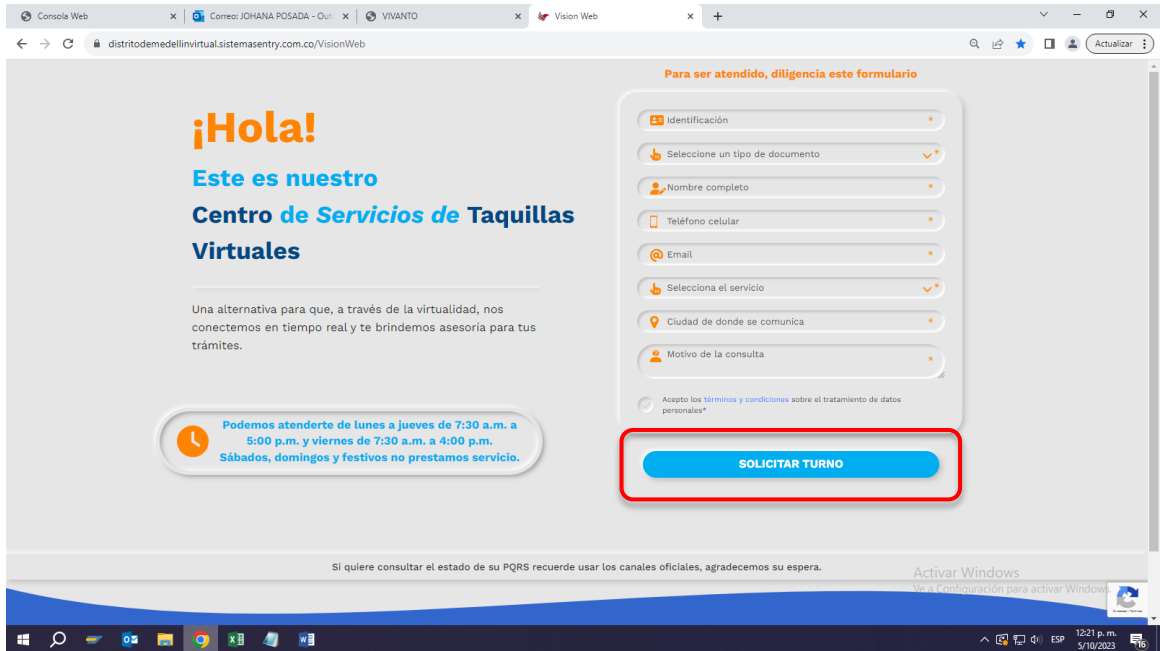 Consola Web
Correo: JOHANA POSADA - Out
VIVANTO
Vision Web
distritodemedellinvirtual.sistemasentry.com.co/VisionWeb
Actualizar
Para ser atendido, diligencia este formulario
¡Hola!
Este es nuestro
Centro de Servicios de Taquillas
Virtuales
Una alternativa para que, a través de la virtualidad, nos
conectemos en tiempo real y te brindemos asesoría para tus
trámites.
Podemos atenderte de lunes a jueves de 7:30 a.m. a
5:00 p.m. y viernes de 7:30 a.m. a 4:00 p.m.
Sábados, domingos y festivos no prestamos servicio.
Identificación *
Seleccione un tipo de documento *
Nombre completo *
Teléfono celular *
Email *
Selecciona el servicio *
Ciudad de donde se comunica *
Motivo de la consulta *
Acepto los términos y condiciones sobre el tratamiento de datos
personales*
SOLICITAR TURNO
Si quiere consultar el estado de su PQRS recuerde usar los canales oficiales, agradecemos su espera.
Activar Windows
Ve a Configuración para activar Windows.
ESP
12:21 p. m.
5/10/2023
16